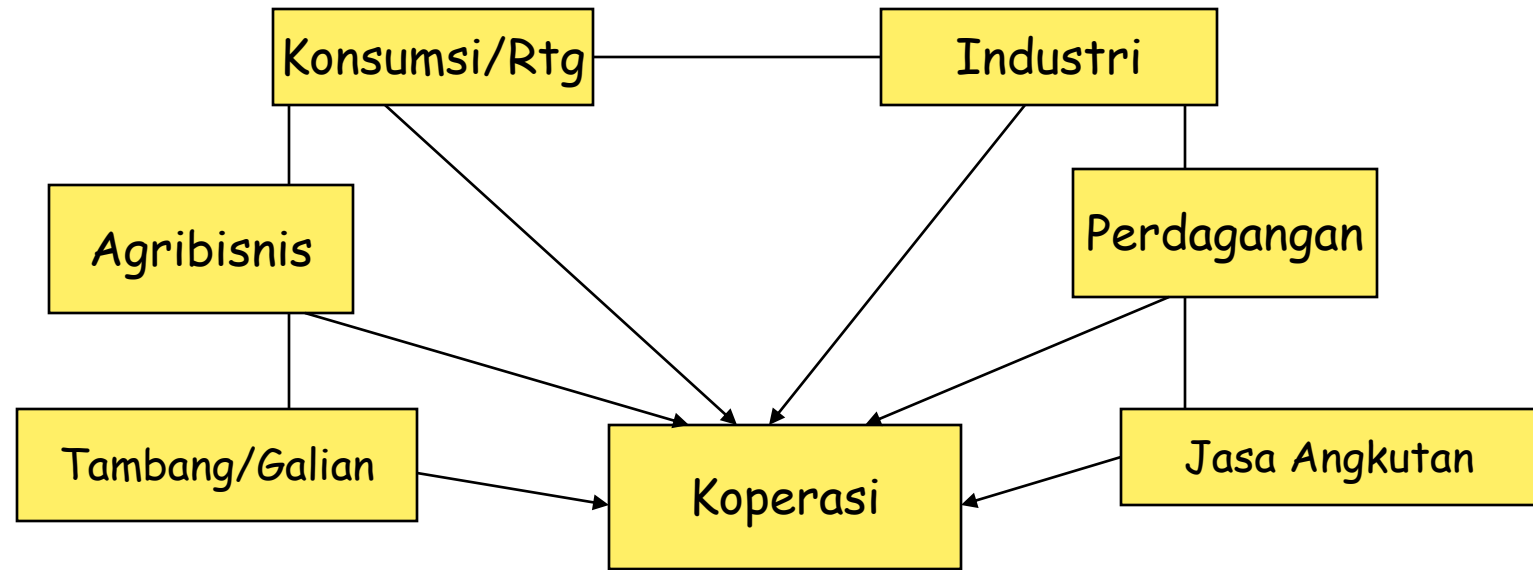 Konsumsi/Rtg
Industri
Agribisnis
Perdagangan
Tambang/Galian
Koperasi
Jasa Angkutan